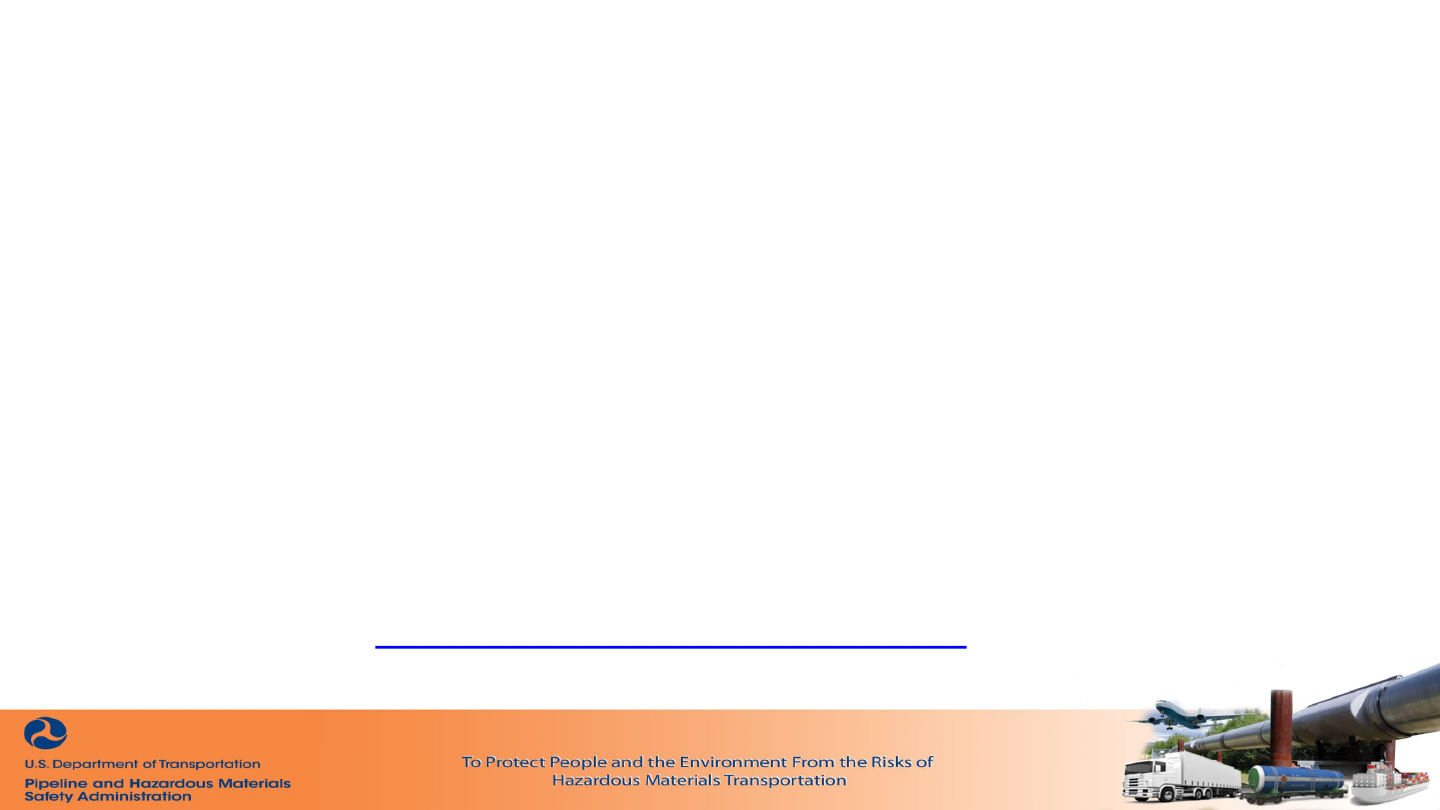 U.S. Department of Transportation
Pipeline and Hazardous Materials
Safety Administration
To Protect People and the Environment From the Risks of
Hazardous Materials Transportation